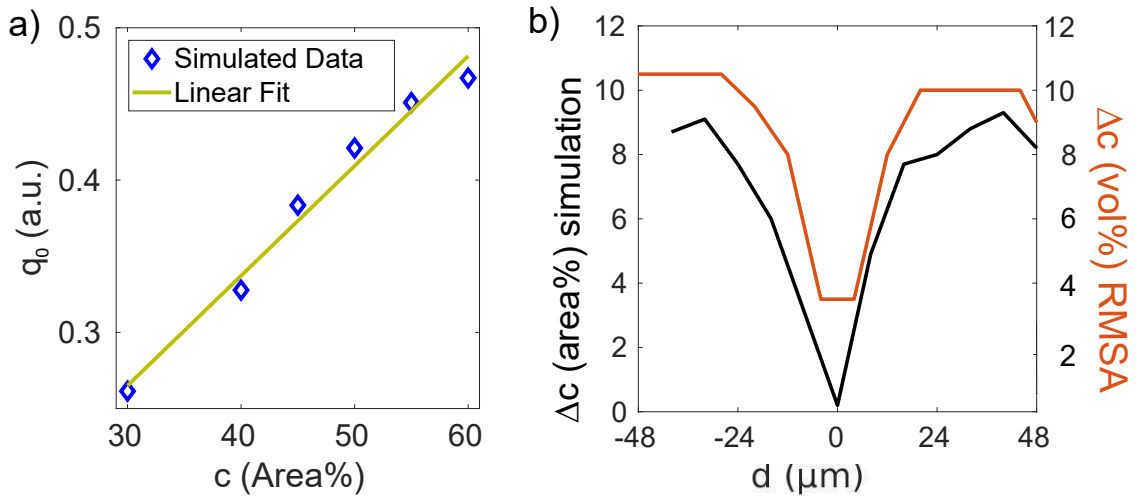 a)
0.5
0.4
0.3
q₀ (a.u.)
Simulated Data
Linear Fit
30 40 50 60
c (Area%)
b)
12
10
8
6
4
2
0
Δc (area%) simulation
12
10
8
6
4
2
Δc (vol%) RMSA
-48 -24 0 24 48
d (μm)